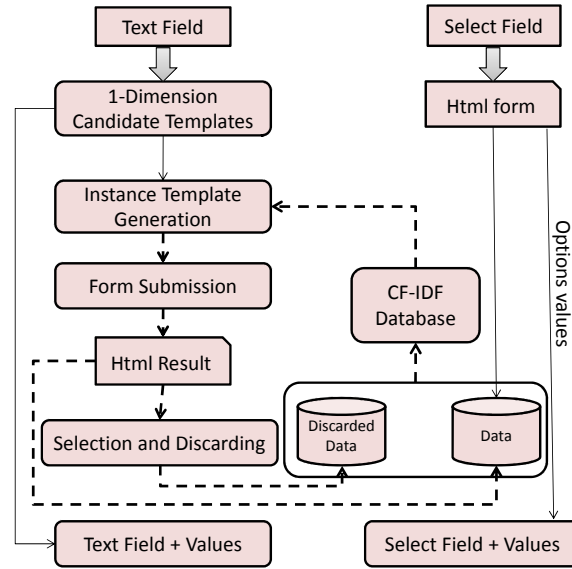 Text Field
Select Field
1-Dimension
Candidate Templates
Html form
Instance Template
Generation
Options values
Form Submission
CF-IDF
Database
Html Result
Selection and Discarding
Discarded
Data
Data
Text Field + Values
Select Field + Values